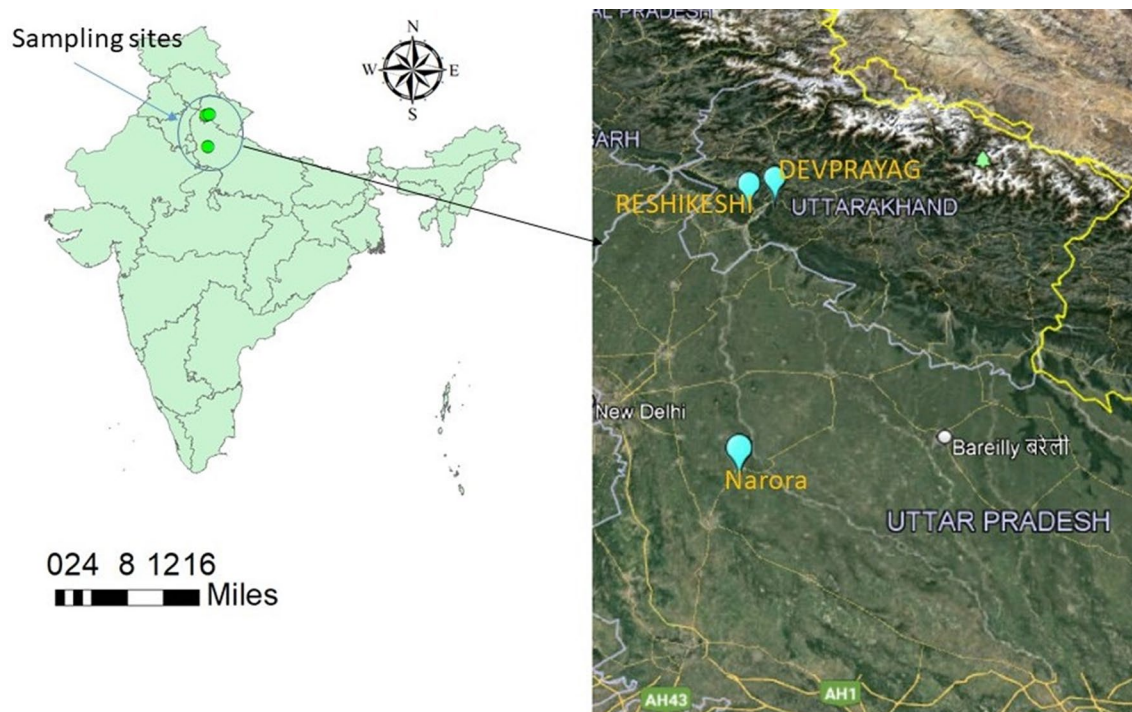 Sampling sites
N
W E
S
024 8 1216
Miles
AL PRADESH
GARH
DEVPRAYAG
RESHIKESHI
UTTARAKHAND
New Delhi
Bareilly बरेली
Narora
UTTAR PRADESH
AH43
AH1